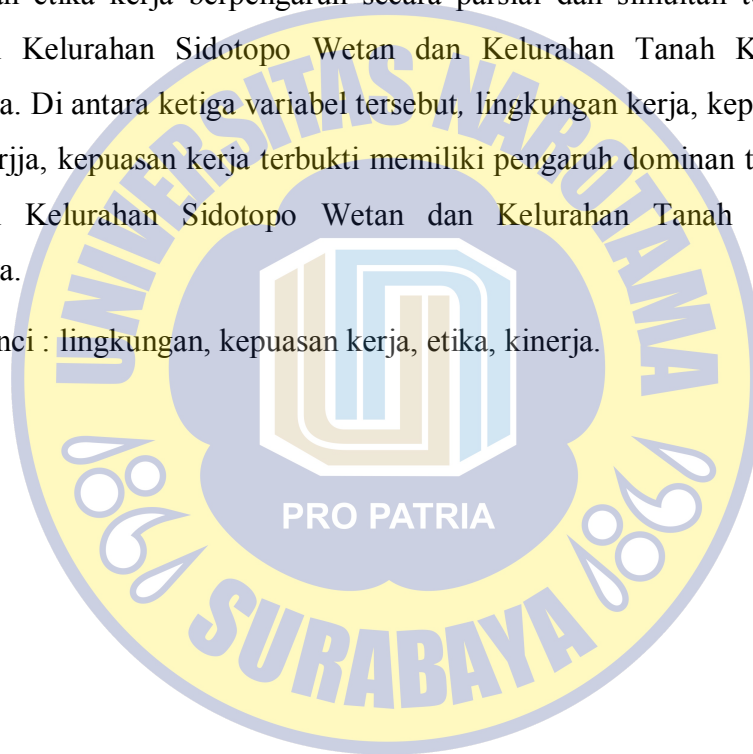 etika kerja berpengaruh secara parsial dan simultan
Kelurahan Sidotopo Wetan dan Kelurahan Tanah K
a. Di antara ketiga variabel tersebut, lingkungan kerja, kep
rjja, kepuasan kerja terbukti memiliki pengaruh dominan t
Kelurahan Sidotopo Wetan dan Kelurahan Tanah
a.
nci : lingkungan, kepuasan kerja, etika, kinerja.
UNIVERSITAS NAROTAMA
PRO PATRIA
SURABAYA